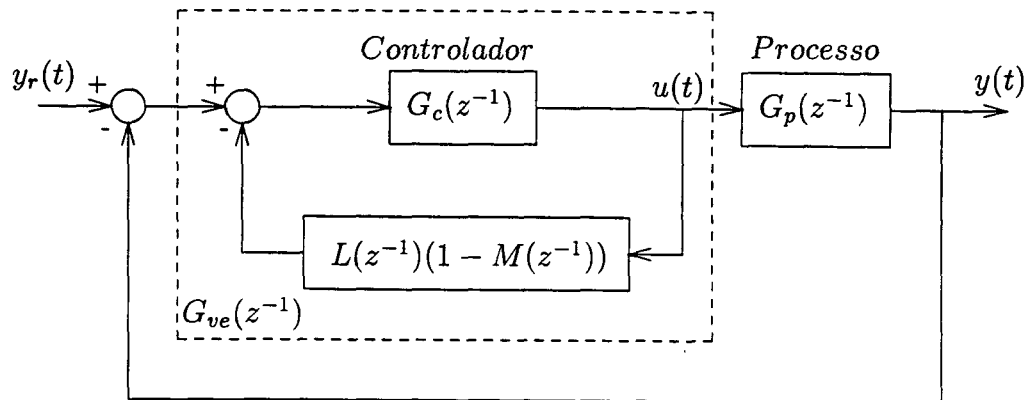 Controlador
Processo
y_r(t)
+
-
+
-
G_c(z^{-1})
u(t)
G_p(z^{-1})
y(t)
L(z^{-1})(1 - M(z^{-1}))
G_{ve}(z^{-1})